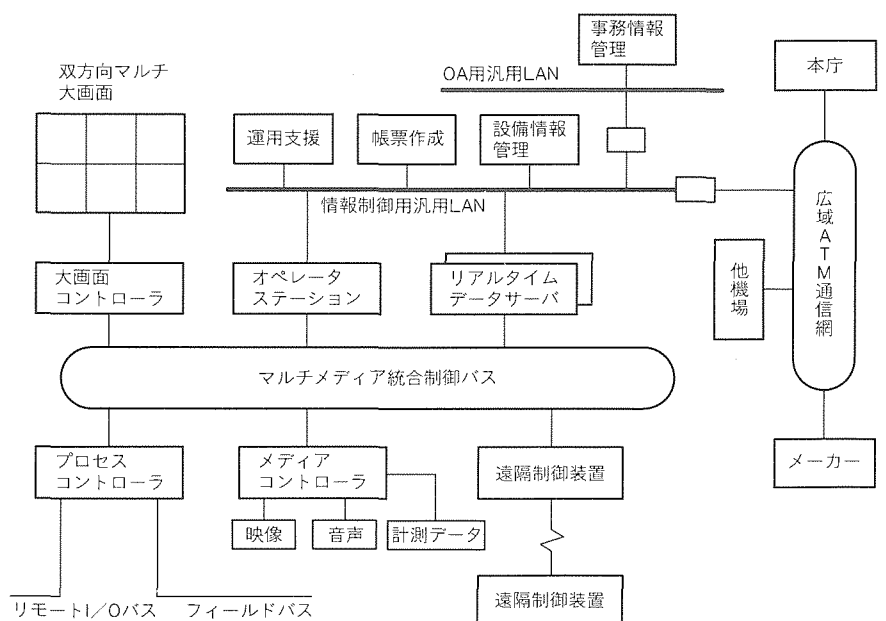 事務情報
管理
OA用汎用LAN
本庁
双方向マルチ
大画面
運用支援
帳票作成
設備情報
管理
情報制御用汎用LAN
広域ATM通信網
他機場
大画面
コントローラ
オペレータ
ステーション
リアルタイム
データサーバ
マルチメディア統合制御バス
プロセス
コントローラ
メディア
コントローラ
遠隔制御装置
メーカー
映像
音声
計測データ
リモートI/Oバス
フィールドバス
遠隔制御装置